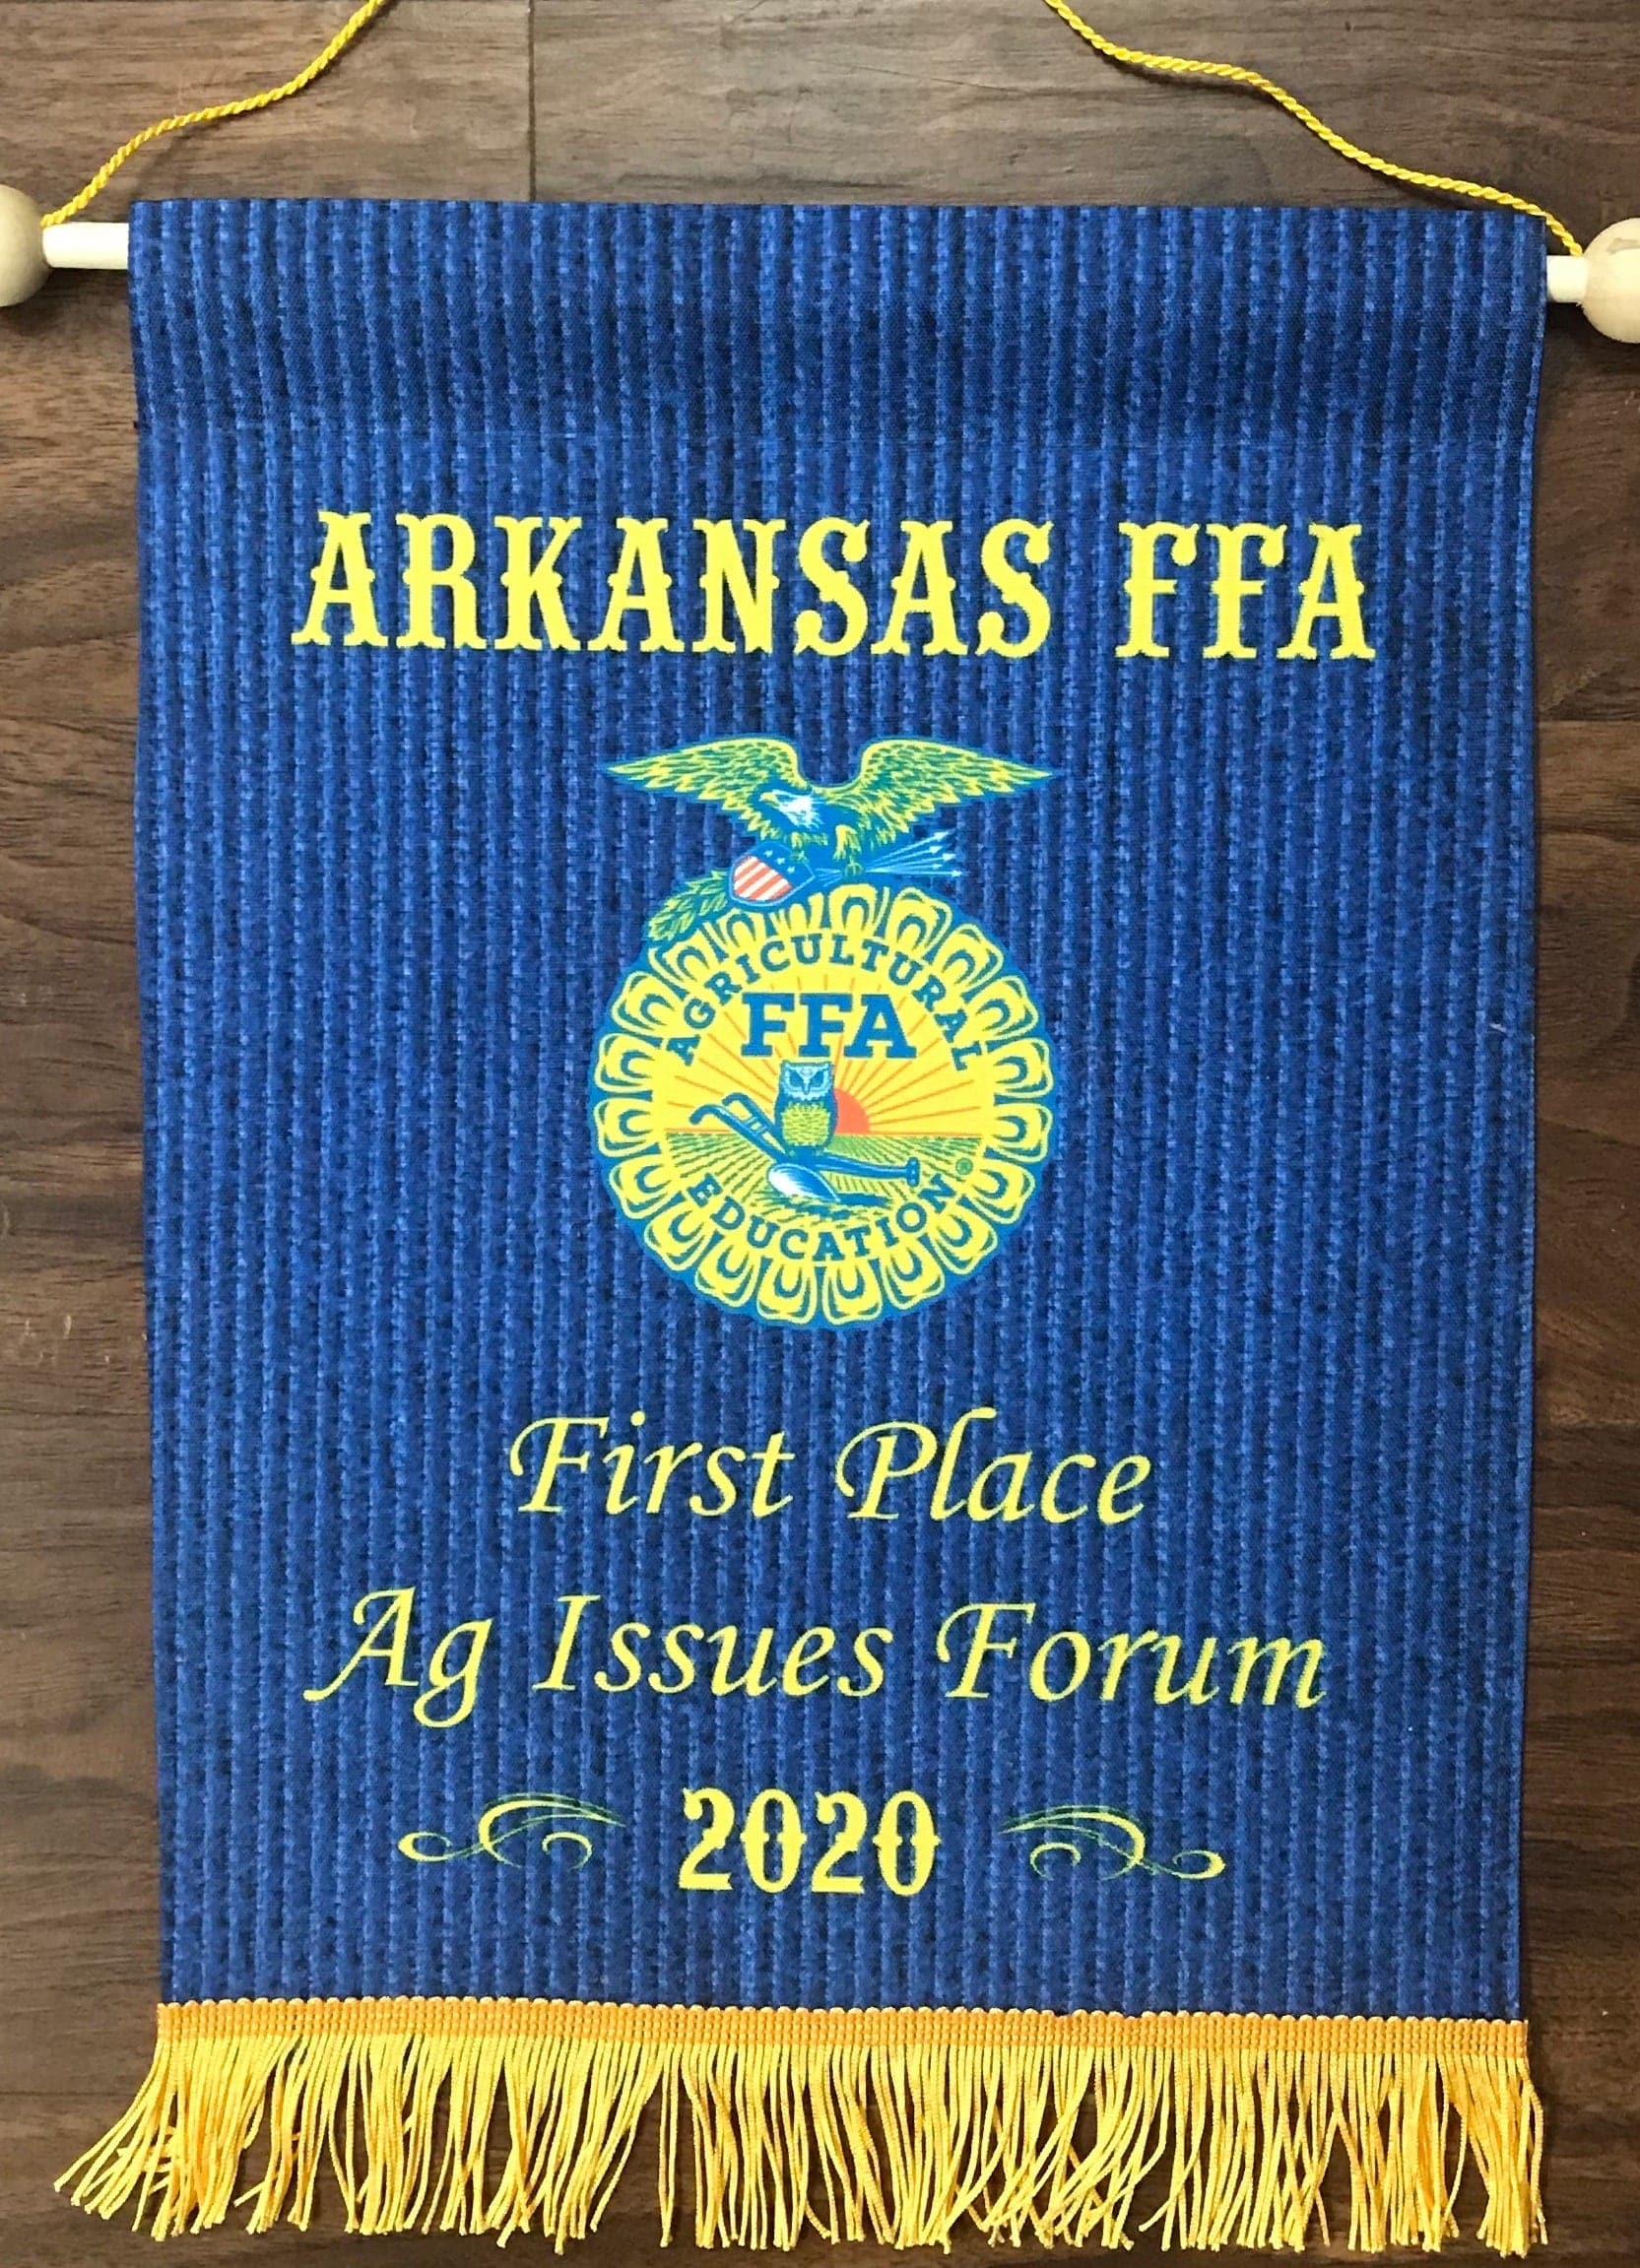 ARKANSAS FFA
AGRICULTURAL
FFA
EDUCATION
®
First Place
Ag Issues Forum
2020